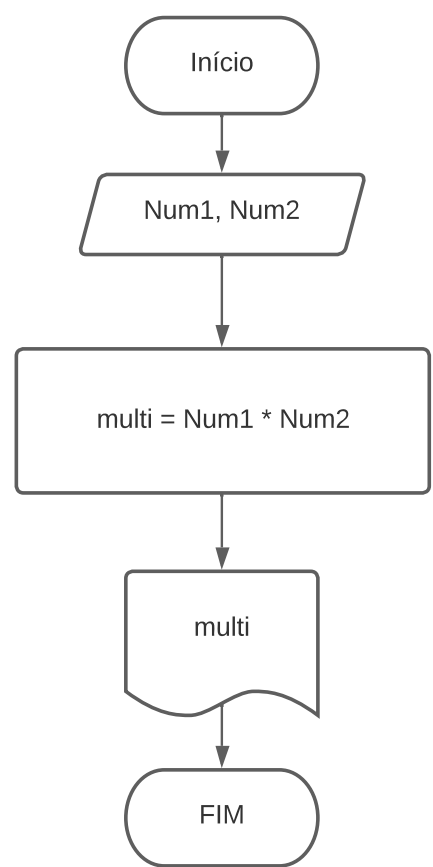 Início
Num1, Num2
multi = Num1 * Num2
multi
FIM